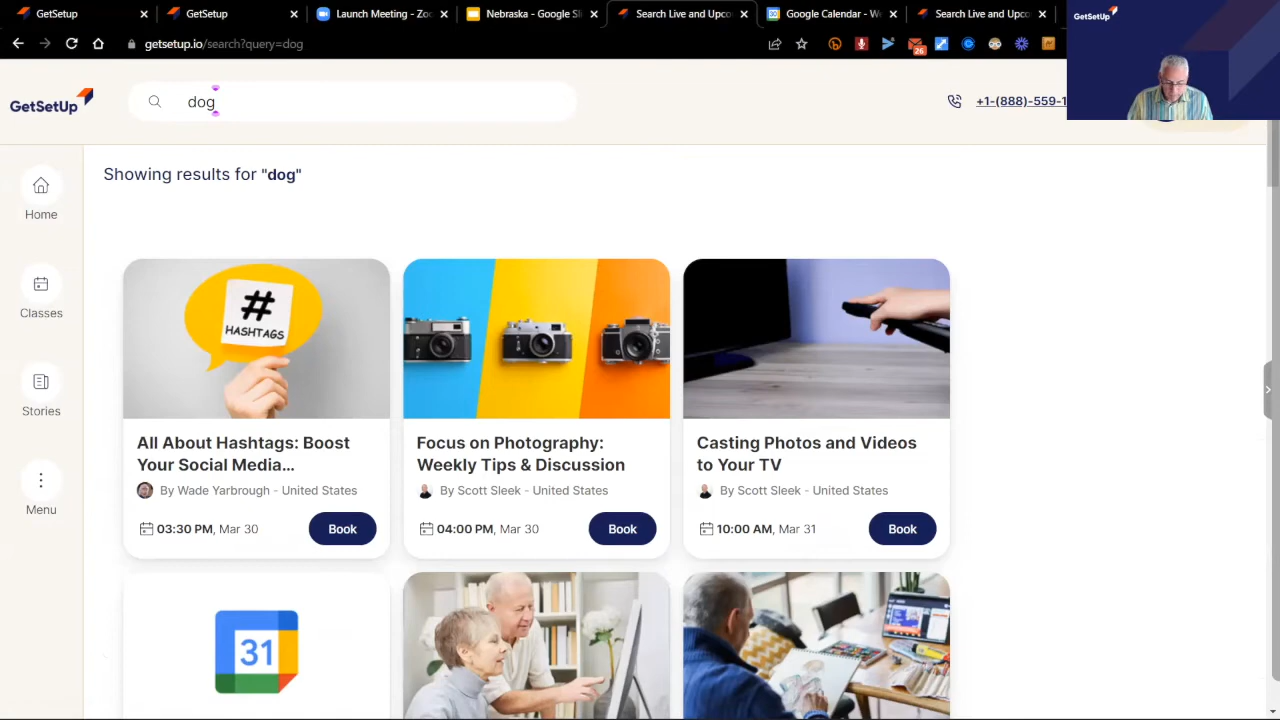 GetSetUp
GetSetUp
Launch Meeting - Zoo
Nebraska - Google Sli
Search Live and Upco
Google Calendar - We
Search Live and Upco
GetSetUp
getsetup.io/search?query=dog
26
GetSetUp
dog
+1-(888)-559-1
Showing results for "dog"
Home
Classes
Stories
Menu
# HASHTAGS
All About Hashtags: Boost
Your Social Media...
By Wade Yarbrough - United States
03:30 PM, Mar 30
Book
Focus on Photography:
Weekly Tips & Discussion
By Scott Sleek - United States
04:00 PM, Mar 30
Book
Casting Photos and Videos
to Your TV
By Scott Sleek - United States
10:00 AM, Mar 31
Book
31